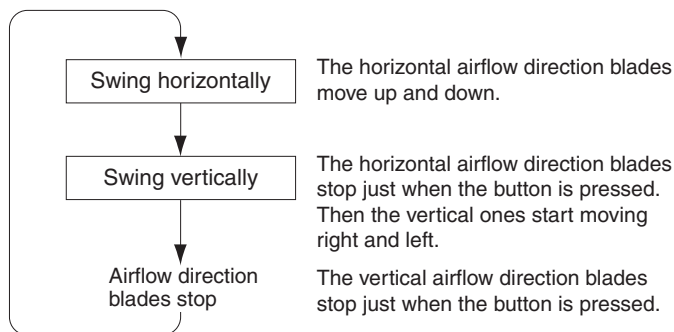 Swing horizontally
The horizontal airflow direction blades
move up and down.
Swing vertically
The horizontal airflow direction blades
stop just when the button is pressed.
Then the vertical ones start moving
right and left.
Airflow direction
blades stop
The vertical airflow direction blades
stop just when the button is pressed.